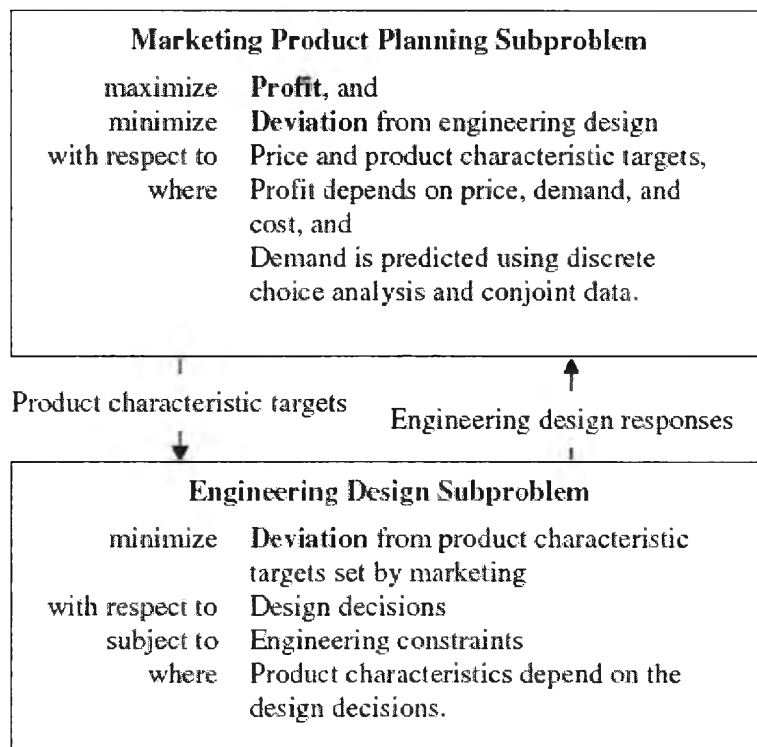 Marketing Product Planning Subproblem
maximize Profit, and
minimize Deviation from engineering design
with respect to Price and product characteristic targets,
where Profit depends on price, demand, and
cost, and
Demand is predicted using discrete
choice analysis and conjoint data.
Product characteristic targets
Engineering design responses
Engineering Design Subproblem
minimize Deviation from product characteristic
targets set by marketing
with respect to Design decisions
subject to Engineering constraints
where Product characteristics depend on the
design decisions.